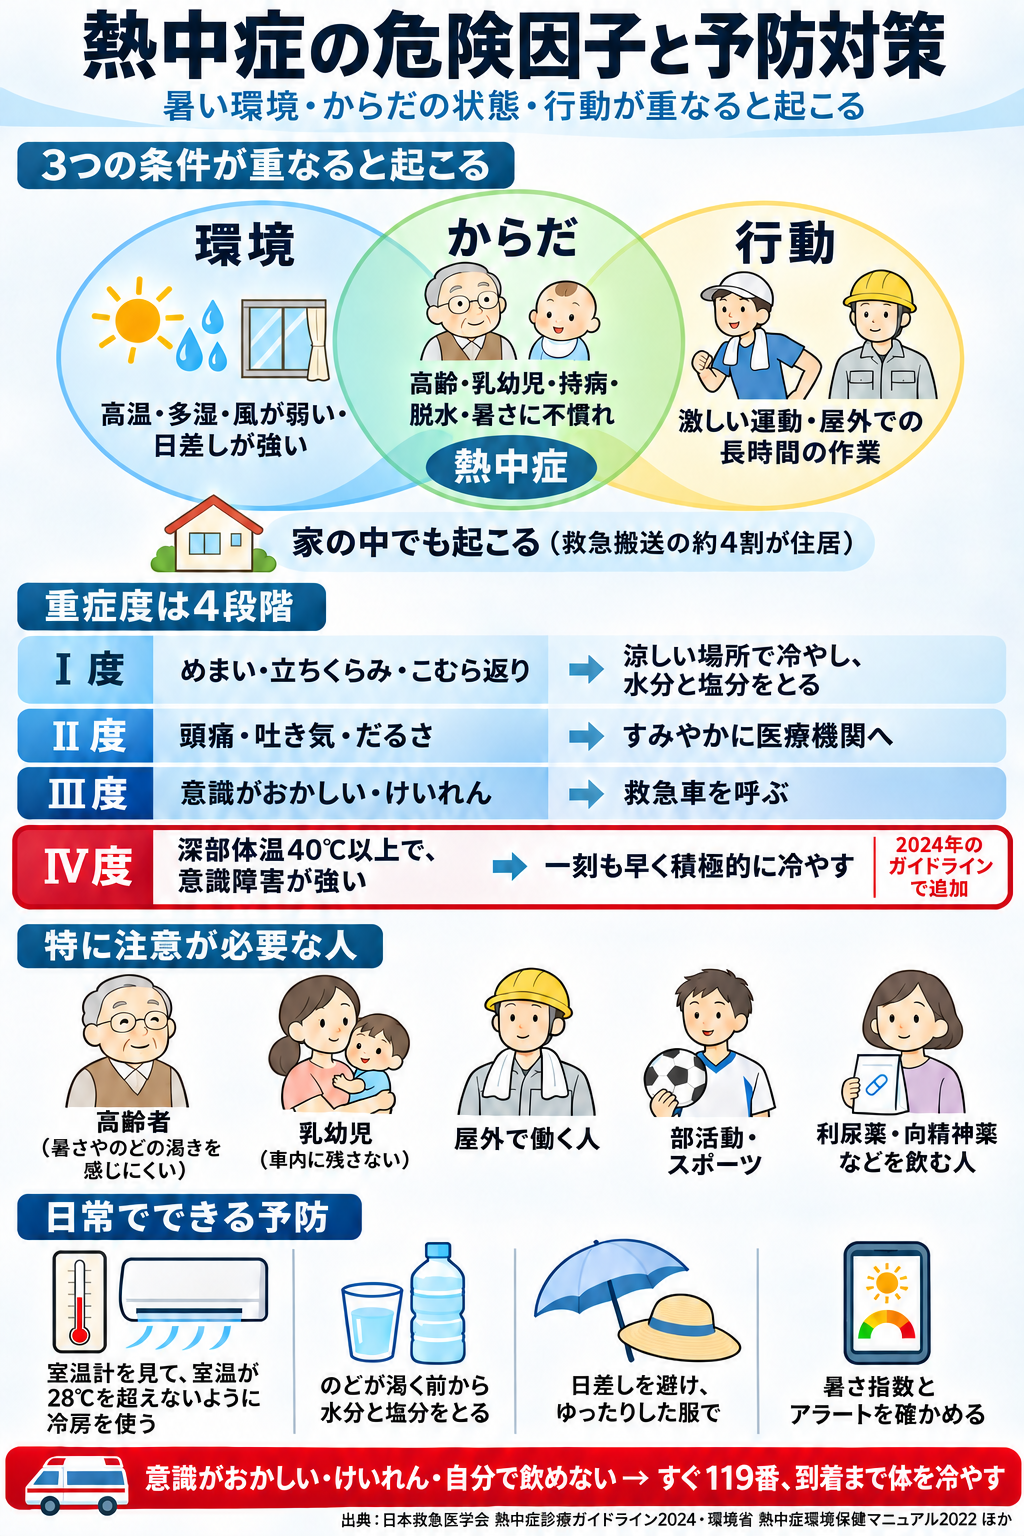 熱中症の危険因子と予防対策
暑い環境・からだの状態・行動が重なると起こる
3つの条件が重なると起こる
環境
高温・多湿・風が弱い・
日差しが強い
からだ
高齢・乳幼児・持病・
脱水・暑さに不慣れ
行動
激しい運動・屋外での
長時間の作業
熱中症
家の中でも起こる（救急搬送の約4割が住居）
重症度は4段階
Ⅰ度
めまい・立ちくらみ・こむら返り
涼しい場所で冷やし、
水分と塩分をとる
Ⅱ度
頭痛・吐き気・だるさ
すみやかに医療機関へ
Ⅲ度
意識がおかしい・けいれん
救急車を呼ぶ
Ⅳ度
深部体温40℃以上で、
意識障害が強い
一刻も早く積極的に冷やす
2024年の
ガイドライン
で追加
特に注意が必要な人
高齢者
（暑さやのどの渇きを
感じにくい）
乳幼児
（車内に残さない）
屋外で働く人
部活動・
スポーツ
利尿薬・向精神薬
などを飲む人
日常でできる予防
室温計を見て、室温が
28℃を超えないように
冷房を使う
のどが渇く前から
水分と塩分をとる
日差しを避け、
ゆったりした服で
暑さ指数と
アラートを確かめる
意識がおかしい・けいれん・自分で飲めない → すぐ119番、到着まで体を冷やす
出典：日本救急医学会 熱中症診療ガイドライン2024・環境省 熱中症環境保健マニュアル2022 ほか